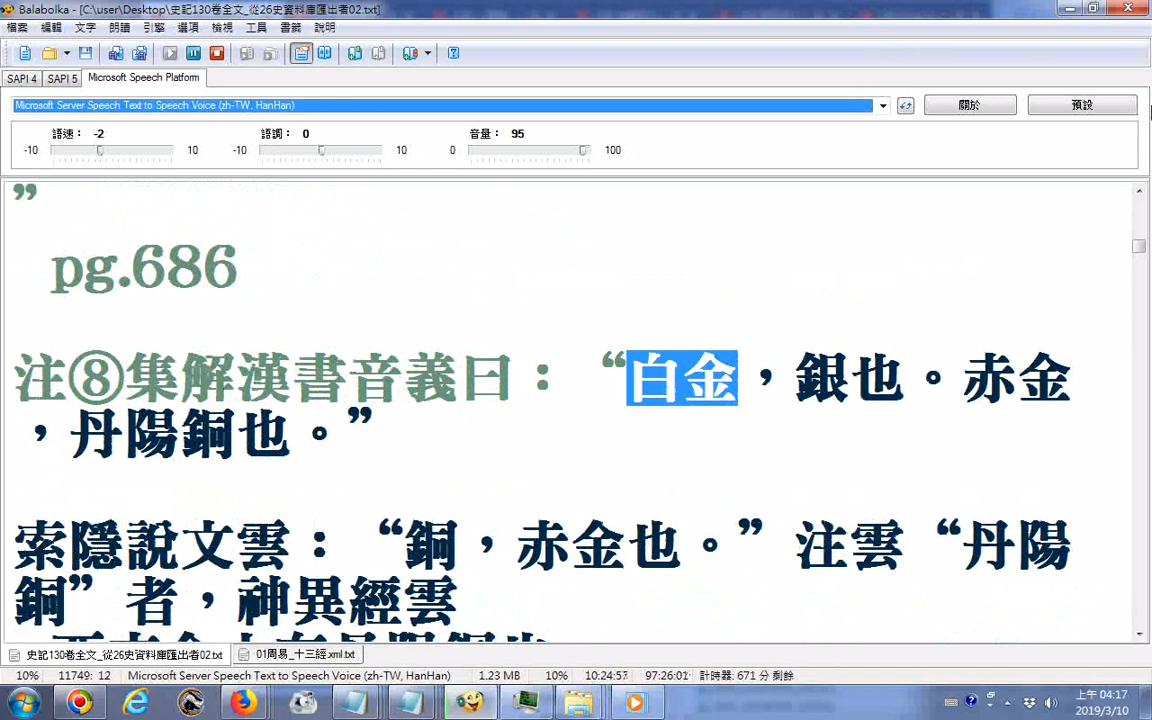 Balabolka - [C:\user\Desktop\史記130卷全文_從26史資料庫匯出者02.txt]
檔案 編輯 文字 朗讀 引擎 選項 檢視 工具 書籤 說明
SAPI 4 SAPI 5 Microsoft Speech Platform
Microsoft Server Speech Text to Speech Voice (zh-TW, HanHan) 關於 預設
語速： -2 語調： 0 音量： 95
-10 10 -10 10 0 100
”
pg.686
注⑧集解漢書音義曰：“白金，銀也。赤金
，丹陽銅也。”
索隱說文雲：“銅，赤金也。”注雲“丹陽
銅”者，神異經雲
史記130卷全文_從26史資料庫匯出者02.txt 01周易_十三經.xml.txt
10% 11749: 12 Microsoft Server Speech Text to Speech Voice (zh-TW, HanHan) 1.23 MB 10% 10:24:53 97:26:01 計時器: 671 分 剩餘
上午 04:17
2019/3/10